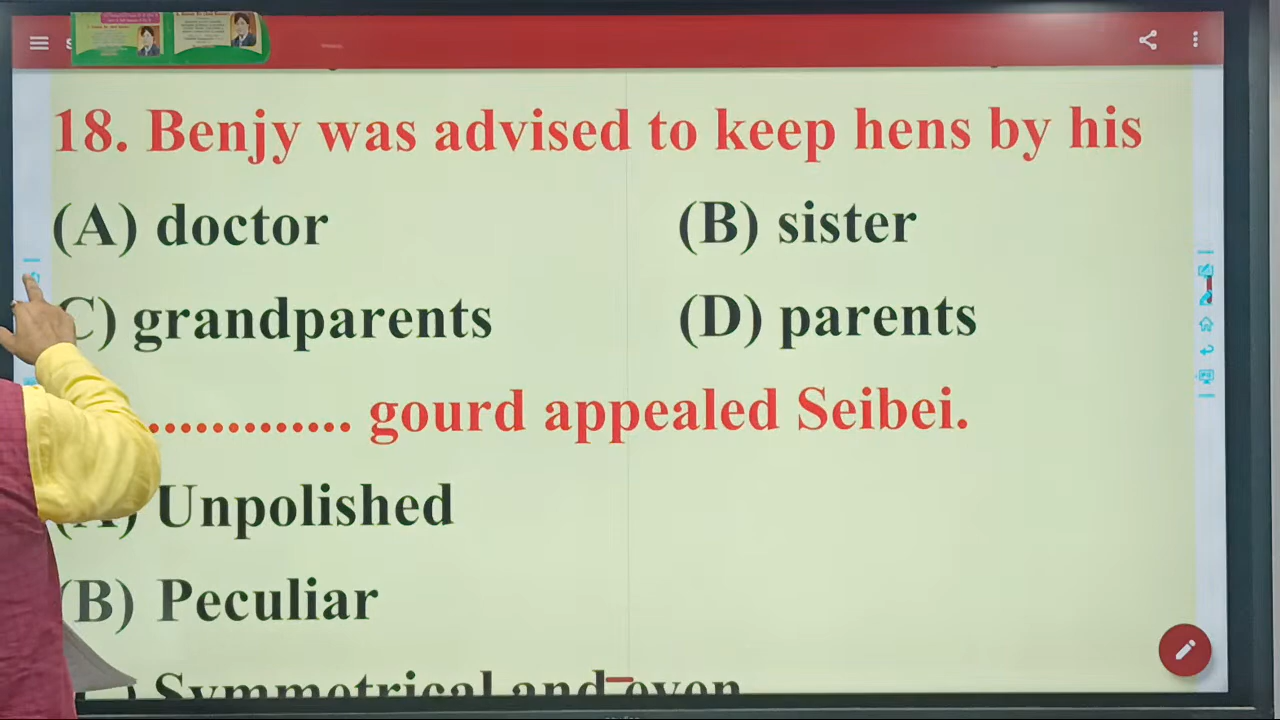 18. Benjy was advised to keep hens by his
(A) doctor (B) sister
C) grandparents (D) parents
............. gourd appealed Seibei.
(A) Unpolished
(B) Peculiar
Symmetrical and even